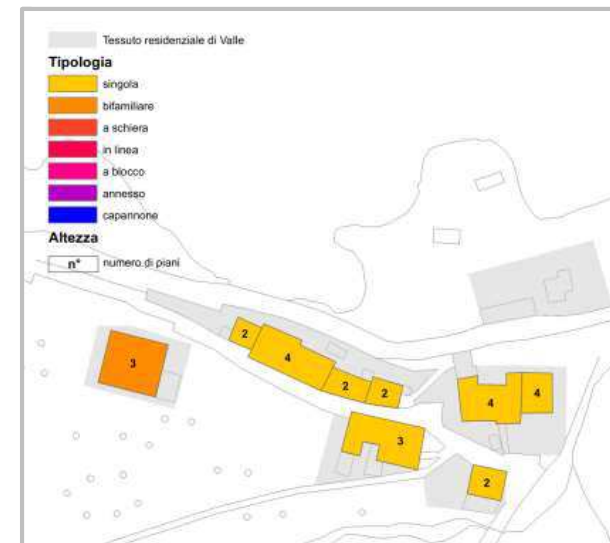 Tessuto residenziale di Valle
Tipologia
singola
bifamiliare
a schiera
in linea
a blocco
annesso
capannone
Altezza
n° numero di piani
2
4
3
2
2
4
4
3
2